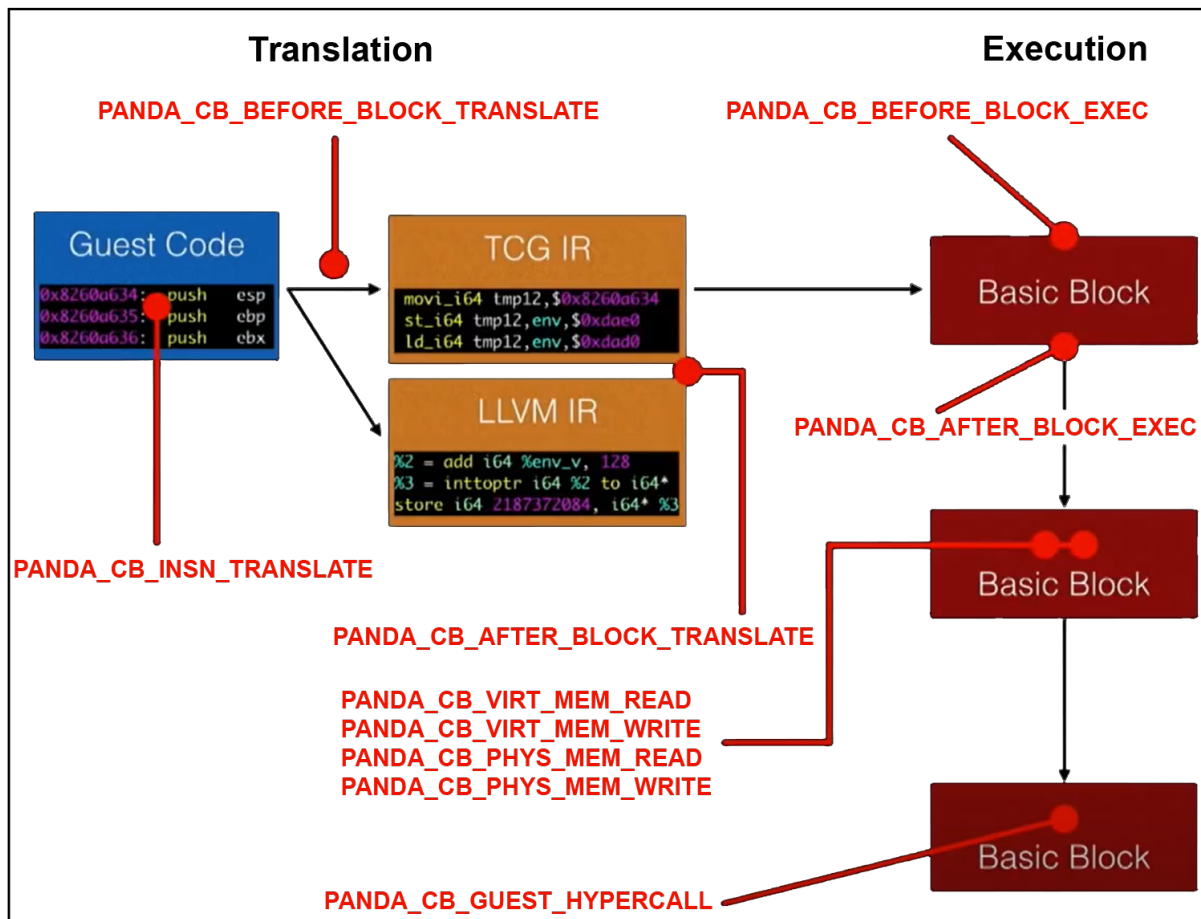 Translation
Execution
PANDA_CB_BEFORE_BLOCK_TRANSLATE
PANDA_CB_BEFORE_BLOCK_EXEC
Guest Code
0x8260a634: push esp
0x8260a635: push ebp
0x8260a636: push ebx
TCG IR
movi_i64 tmp12,$0x8260a634
st_i64 tmp12,env,$0xdae0
ld_i64 tmp12,env,$0xdad0
Basic Block
LLVM IR
%2 = add i64 %env_v, 128
%3 = inttoptr i64 %2 to i64*
store i64 2187372084, i64* %3
PANDA_CB_AFTER_BLOCK_EXEC
PANDA_CB_INSN_TRANSLATE
Basic Block
PANDA_CB_AFTER_BLOCK_TRANSLATE
PANDA_CB_VIRT_MEM_READ
PANDA_CB_VIRT_MEM_WRITE
PANDA_CB_PHYS_MEM_READ
PANDA_CB_PHYS_MEM_WRITE
Basic Block
PANDA_CB_GUEST_HYPERCALL